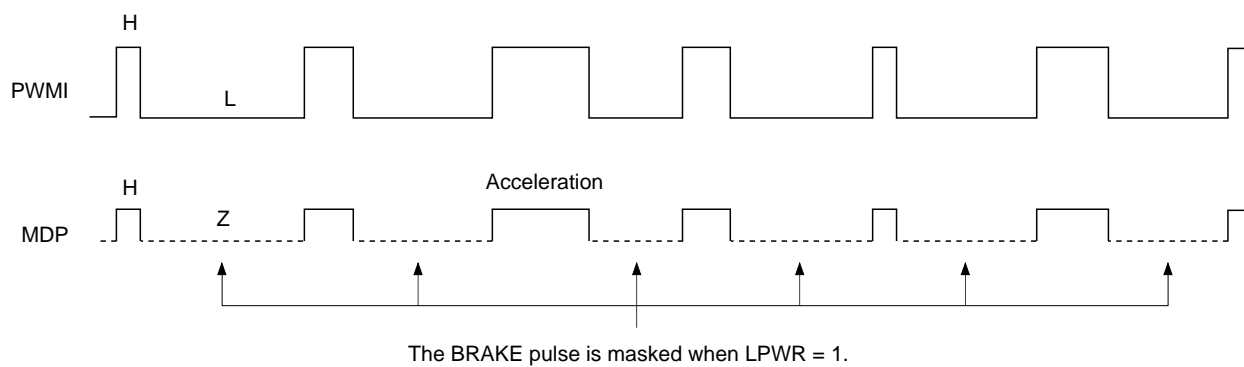 H
PWMI
L
H
Acceleration
Z
MDP
The BRAKE pulse is masked when LPWR = 1.